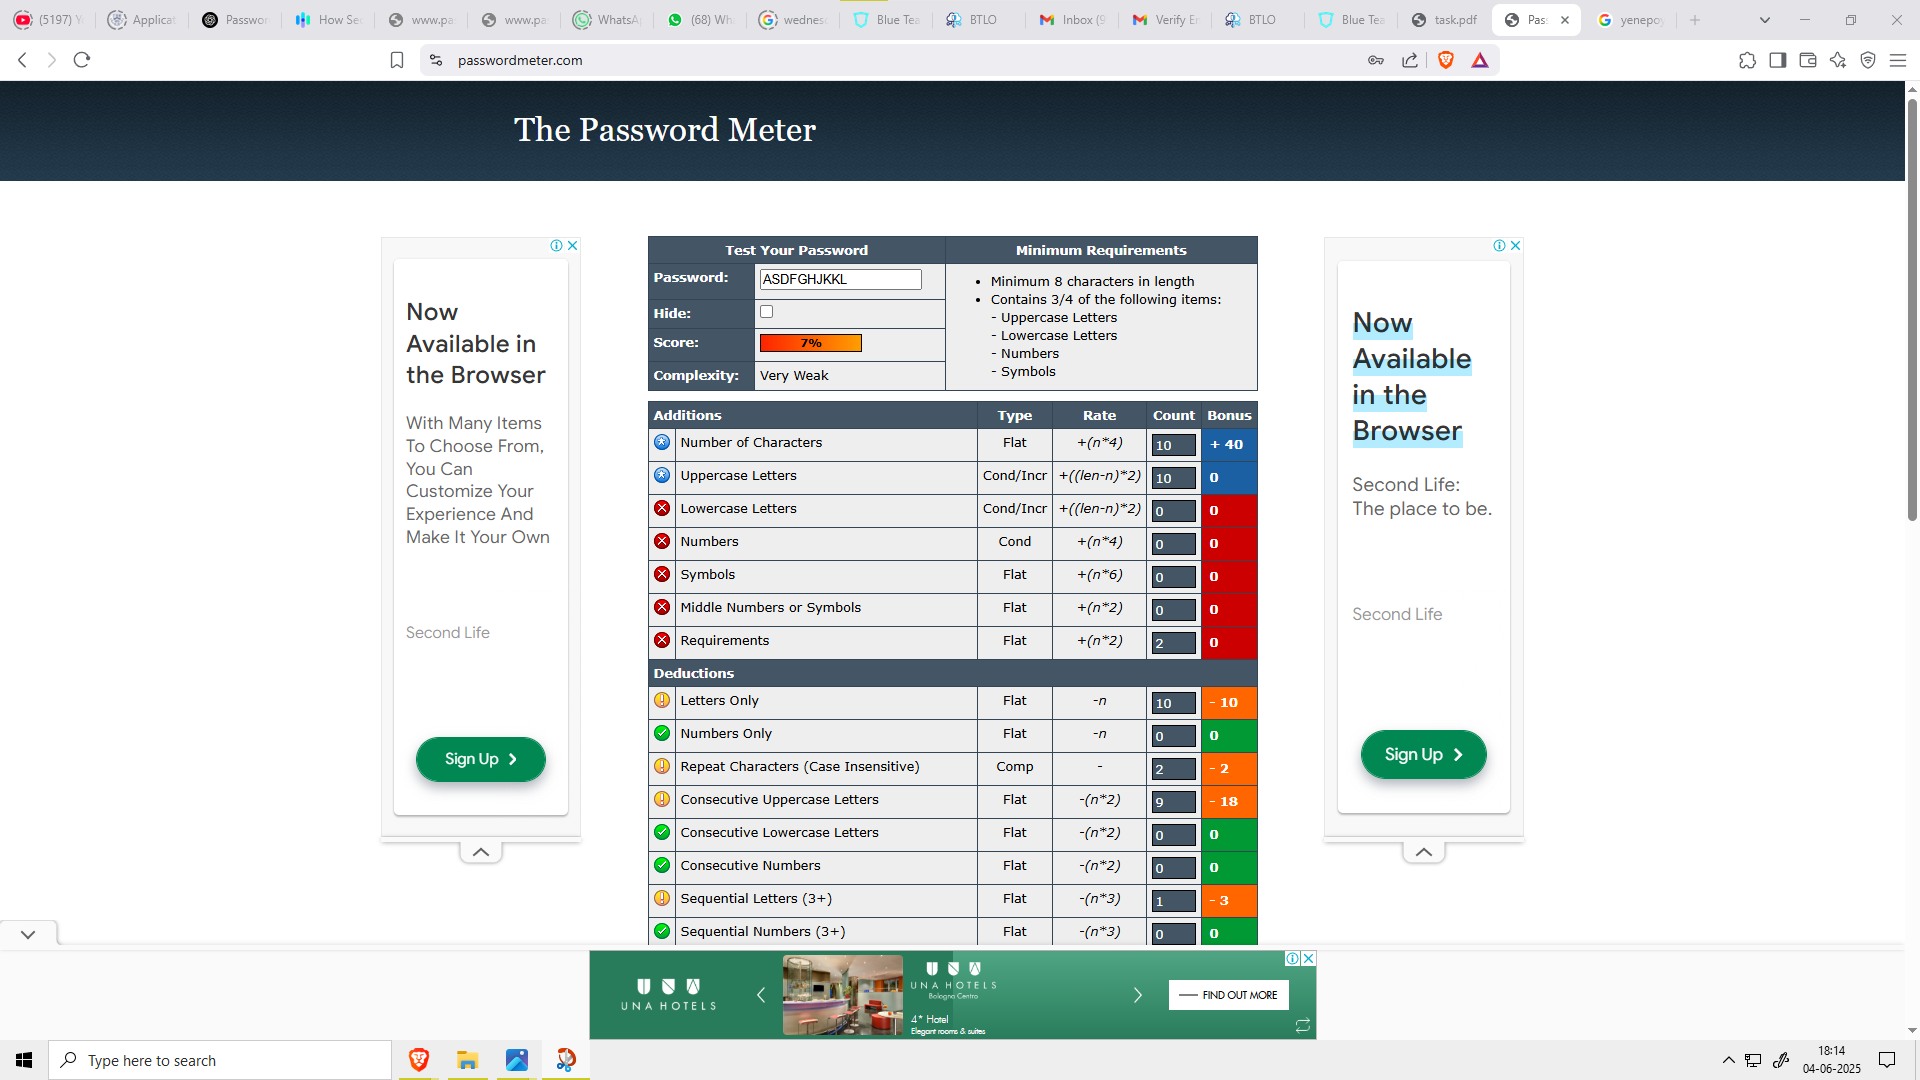 (5197) Y
Applicat
Passwor
How Sec
www.pa
www.pa
WhatsA
(68) Wh
wednes
Blue Tea
BTLO
Inbox (9
Verify Em
BTLO
Blue Tea
task.pdf
Pas
yenepoy
passwordmeter.com
The Password Meter
Now
Available in
the Browser
With Many Items
To Choose From,
You Can
Customize Your
Experience And
Make It Your Own
Second Life
Sign Up
Test Your Password
Minimum Requirements
Password: ASDFGHJKKL
Hide:
Score: 7%
Complexity: Very Weak
• Minimum 8 characters in length
• Contains 3/4 of the following items:
- Uppercase Letters
- Lowercase Letters
- Numbers
- Symbols
Additions Type Rate Count Bonus
Number of Characters Flat +(n*4) 10 + 40
Uppercase Letters Cond/Incr +((len-n)*2) 10 0
Lowercase Letters Cond/Incr +((len-n)*2) 0 0
Numbers Cond +(n*4) 0 0
Symbols Flat +(n*6) 0 0
Middle Numbers or Symbols Flat +(n*2) 0 0
Requirements Flat +(n*2) 2 0
Deductions
Letters Only Flat -n 10 - 10
Numbers Only Flat -n 0 0
Repeat Characters (Case Insensitive) Comp - 2 - 2
Consecutive Uppercase Letters Flat -(n*2) 9 - 18
Consecutive Lowercase Letters Flat -(n*2) 0 0
Consecutive Numbers Flat -(n*2) 0 0
Sequential Letters (3+) Flat -(n*3) 1 - 3
Sequential Numbers (3+) Flat -(n*3) 0 0
Now
Available
in the
Browser
Second Life:
The place to be.
Second Life
Sign Up
UNA HOTELS
UNA HOTELS
Bologna Centro
4* Hotel
Elegant rooms & suites
FIND OUT MORE
Type here to search
18:14
04-06-2025